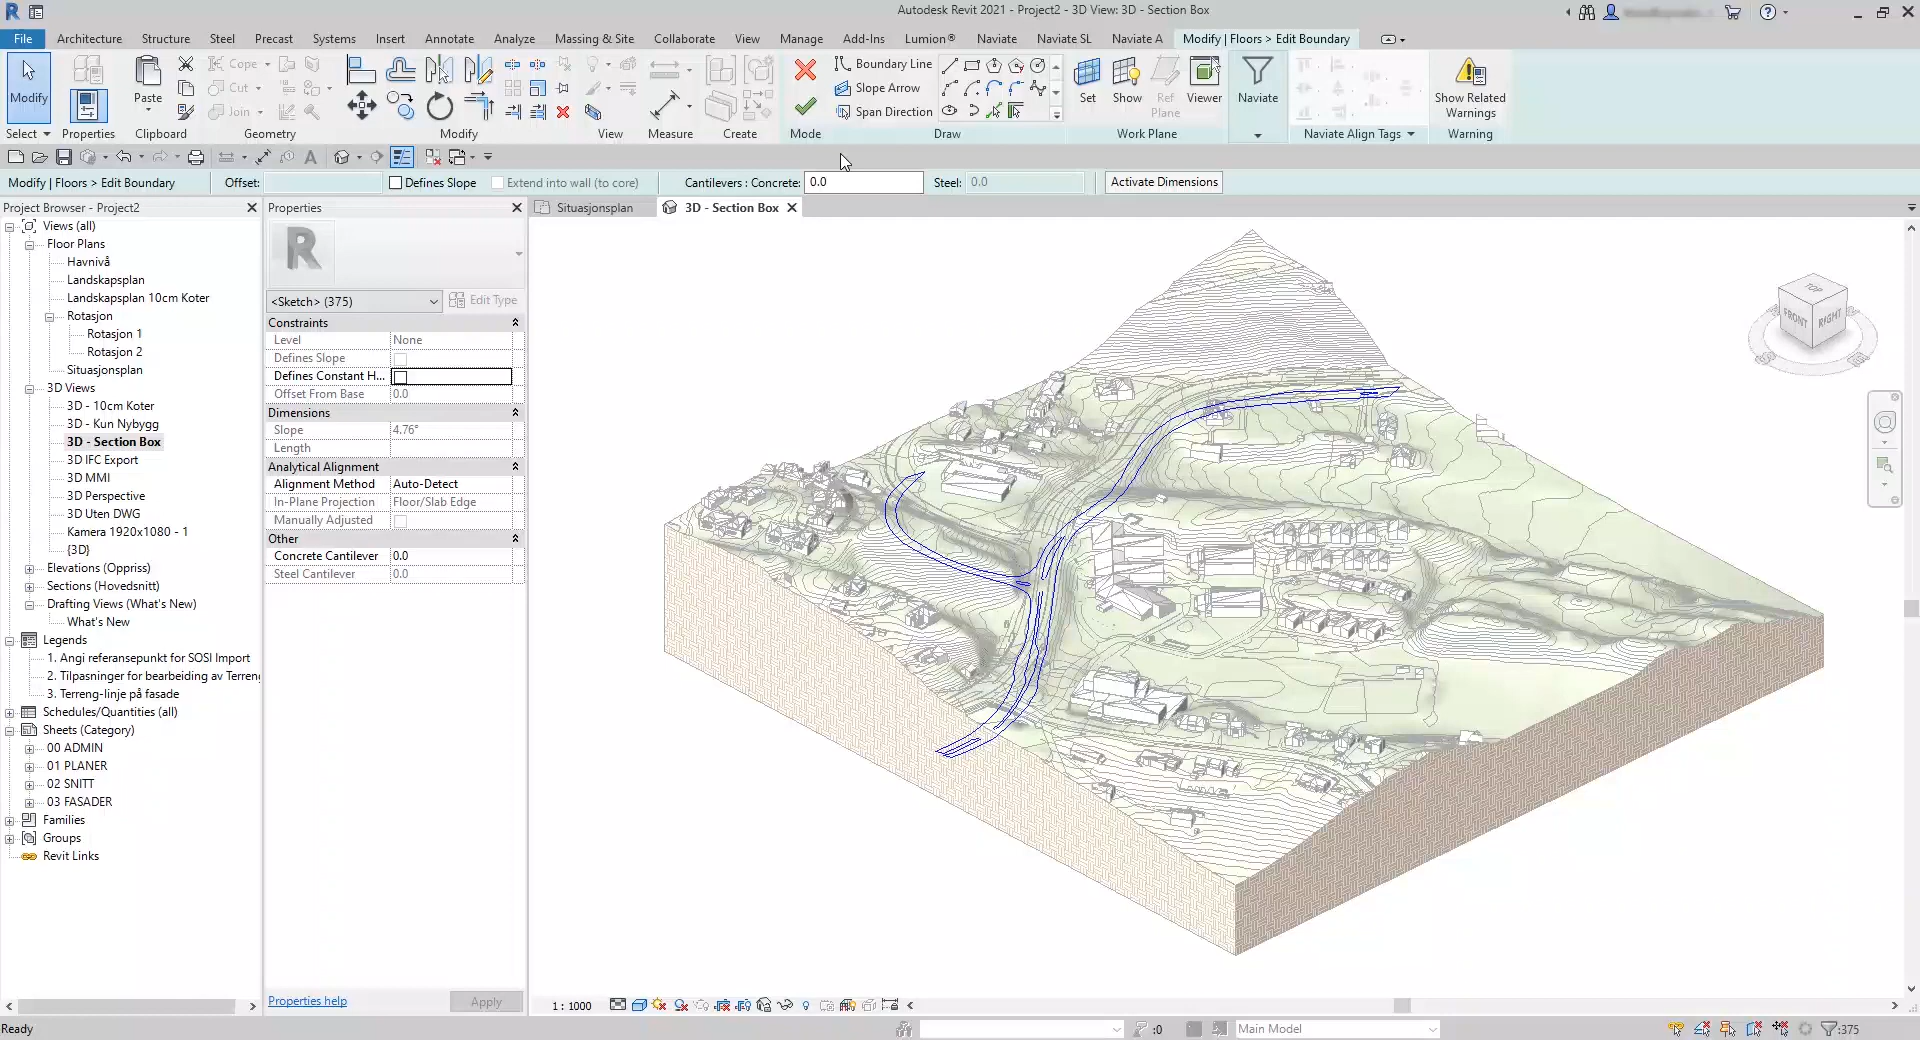 Autodesk Revit 2021 - Project2 - 3D View: 3D - Section Box
File Architecture Structure Steel Precast Systems Insert Annotate Analyze Massing & Site Collaborate View Manage Add-Ins Lumion® Naviate Naviate SL Naviate A Modify | Floors > Edit Boundary
Modify
Paste
Cope
Cut
Join
Boundary Line
Slope Arrow
Span Direction
Set
Show
Ref Plane
Viewer
Naviate
Show Related Warnings
Select Properties Clipboard Geometry Modify View Measure Create Mode Draw Work Plane Naviate Align Tags Warning
Modify | Floors > Edit Boundary Offset: Defines Slope Extend into wall (to core) Cantilevers : Concrete: 0.0 Steel: 0.0 Activate Dimensions
Project Browser - Project2
Views (all)
Floor Plans
Havnivå
Landskapsplan
Landskapsplan 10cm Koter
Rotasjon
Rotasjon 1
Rotasjon 2
Situasjonsplan
3D Views
3D - 10cm Koter
3D - Kun Nybygg
3D - Section Box
3D IFC Export
3D MMI
3D Perspective
3D Uten DWG
Kamera 1920x1080 - 1
{3D}
Elevations (Oppriss)
Sections (Hovedsnitt)
Drafting Views (What's New)
What's New
Legends
1. Angi referansepunkt for SOSI Import
2. Tilpasninger for bearbeiding av Terreng
3. Terreng-linje på fasade
Schedules/Quantities (all)
Sheets (Category)
00 ADMIN
01 PLANER
02 SNITT
03 FASADER
Families
Groups
Revit Links
Properties
<Sketch> (375) Edit Type
Constraints
Level None
Defines Slope
Defines Constant H...
Offset From Base 0.0
Dimensions
Slope 4.76°
Length
Analytical Alignment
Alignment Method Auto-Detect
In-Plane Projection Floor/Slab Edge
Manually Adjusted
Other
Concrete Cantilever 0.0
Steel Cantilever 0.0
Properties help Apply
Situasjonsplan 3D - Section Box
TOP
FRONT RIGHT
1 : 1000
Ready :0 Main Model :375